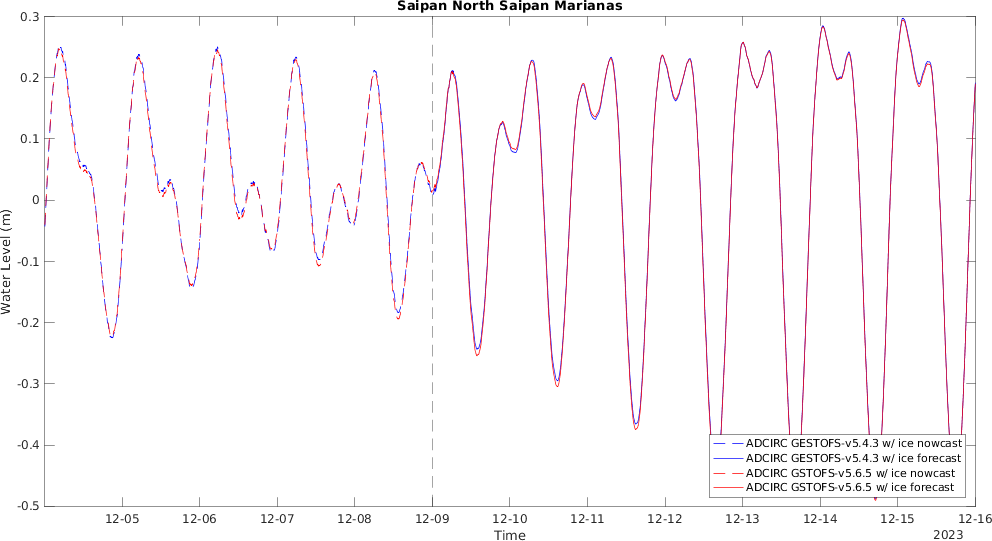 Saipan North Saipan Marianas
0.3
0.2
0.1
0
-0.1
-0.2
-0.3
-0.4
-0.5
Water Level (m)
ADCIRC GESTOFS-v5.4.3 w/ ice nowcast
ADCIRC GESTOFS-v5.4.3 w/ ice forecast
ADCIRC GSTOFS-v5.6.5 w/ ice nowcast
ADCIRC GSTOFS-v5.6.5 w/ ice forecast
12-05 12-06 12-07 12-08 12-09 12-10 12-11 12-12 12-13 12-14 12-15 12-16
Time
2023